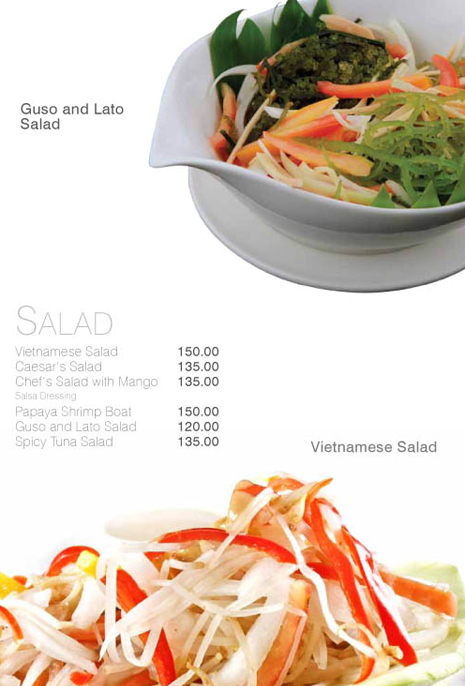 Guso and Lato
Salad
SALAD
Vietnamese Salad 150.00
Caesar's Salad 135.00
Chef's Salad with Mango 135.00
Salsa Dressing
Papaya Shrimp Boat 150.00
Guso and Lato Salad 120.00
Spicy Tuna Salad 135.00
Vietnamese Salad